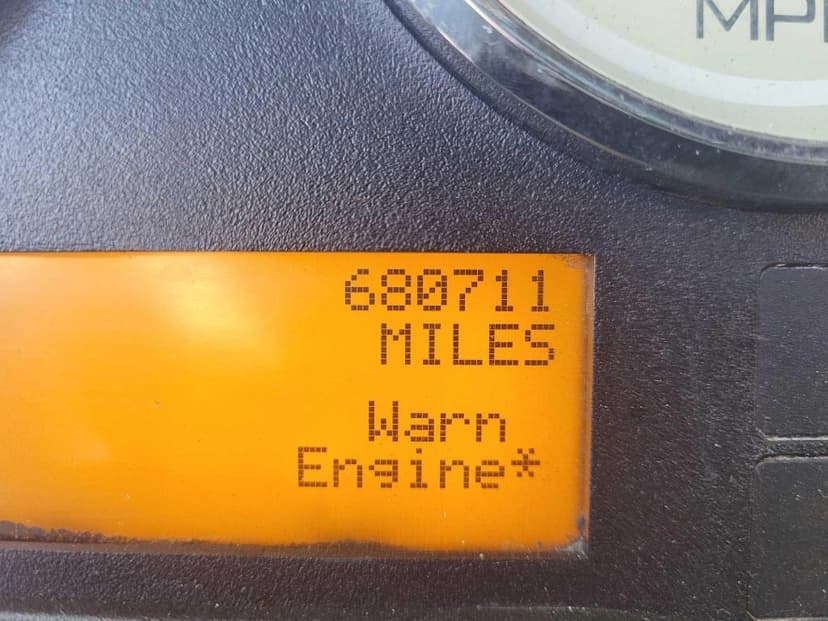 680711
MILES
Warn
Engine*